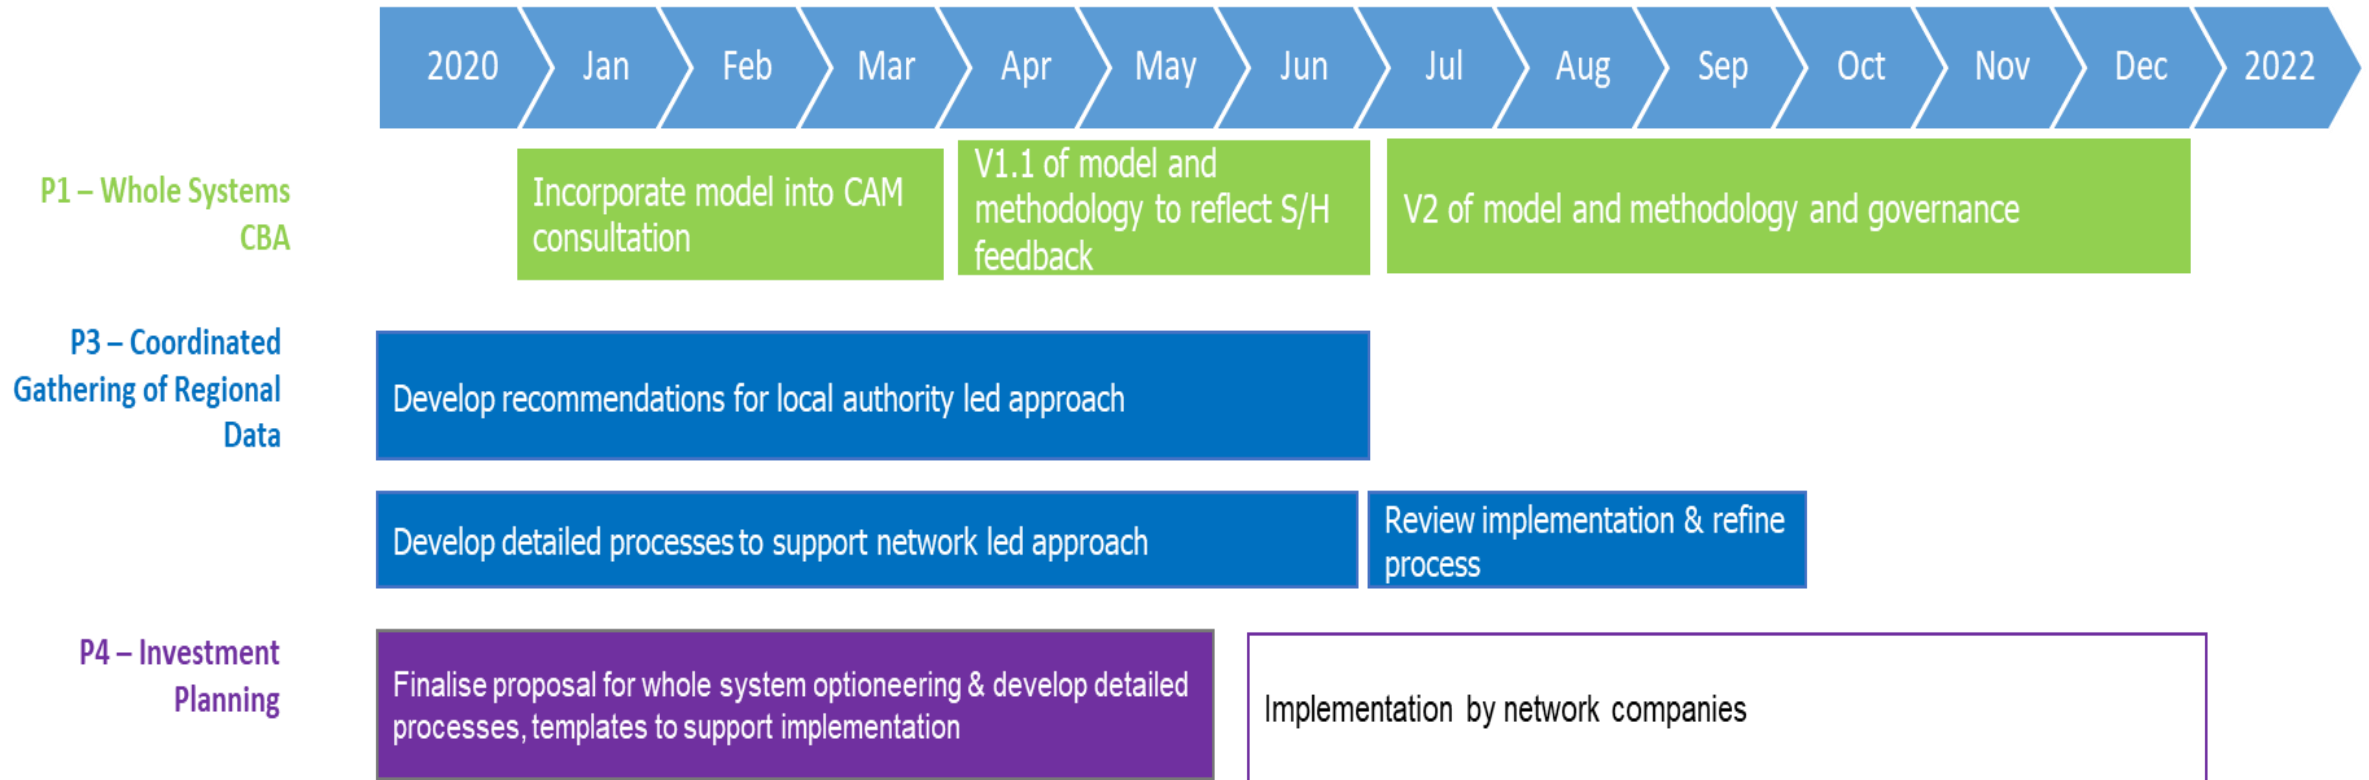 2020 Jan Feb Mar Apr May Jun Jul Aug Sep Oct Nov Dec 2022
P1 – Whole Systems
CBA
Incorporate model into CAM
consultation
V1.1 of model and
methodology to reflect S/H
feedback
V2 of model and methodology and governance
P3 – Coordinated
Gathering of Regional
Data
Develop recommendations for local authority led approach
Develop detailed processes to support network led approach
Review implementation & refine
process
P4 – Investment
Planning
Finalise proposal for whole system optioneering & develop detailed
processes, templates to support implementation
Implementation by network companies